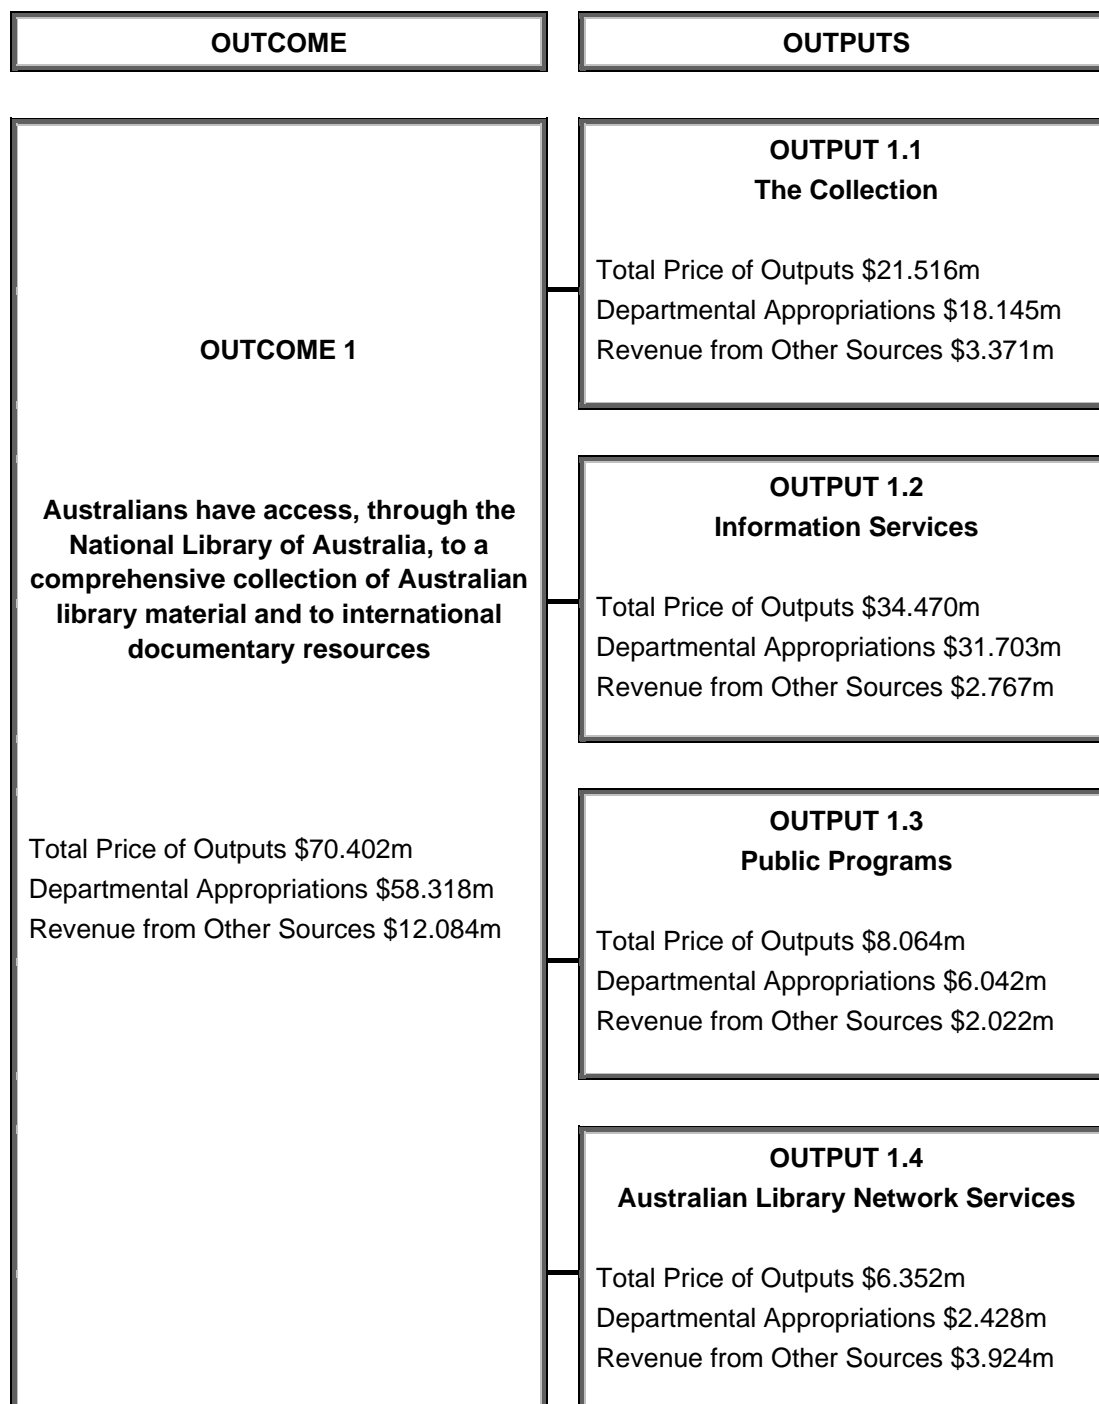 OUTCOME
OUTPUTS
OUTCOME 1
Australians have access, through the
National Library of Australia, to a
comprehensive collection of Australian
library material and to international
documentary resources
Total Price of Outputs $70.402m
Departmental Appropriations $58.318m
Revenue from Other Sources $12.084m
OUTPUT 1.1
The Collection
Total Price of Outputs $21.516m
Departmental Appropriations $18.145m
Revenue from Other Sources $3.371m
OUTPUT 1.2
Information Services
Total Price of Outputs $34.470m
Departmental Appropriations $31.703m
Revenue from Other Sources $2.767m
OUTPUT 1.3
Public Programs
Total Price of Outputs $8.064m
Departmental Appropriations $6.042m
Revenue from Other Sources $2.022m
OUTPUT 1.4
Australian Library Network Services
Total Price of Outputs $6.352m
Departmental Appropriations $2.428m
Revenue from Other Sources $3.924m